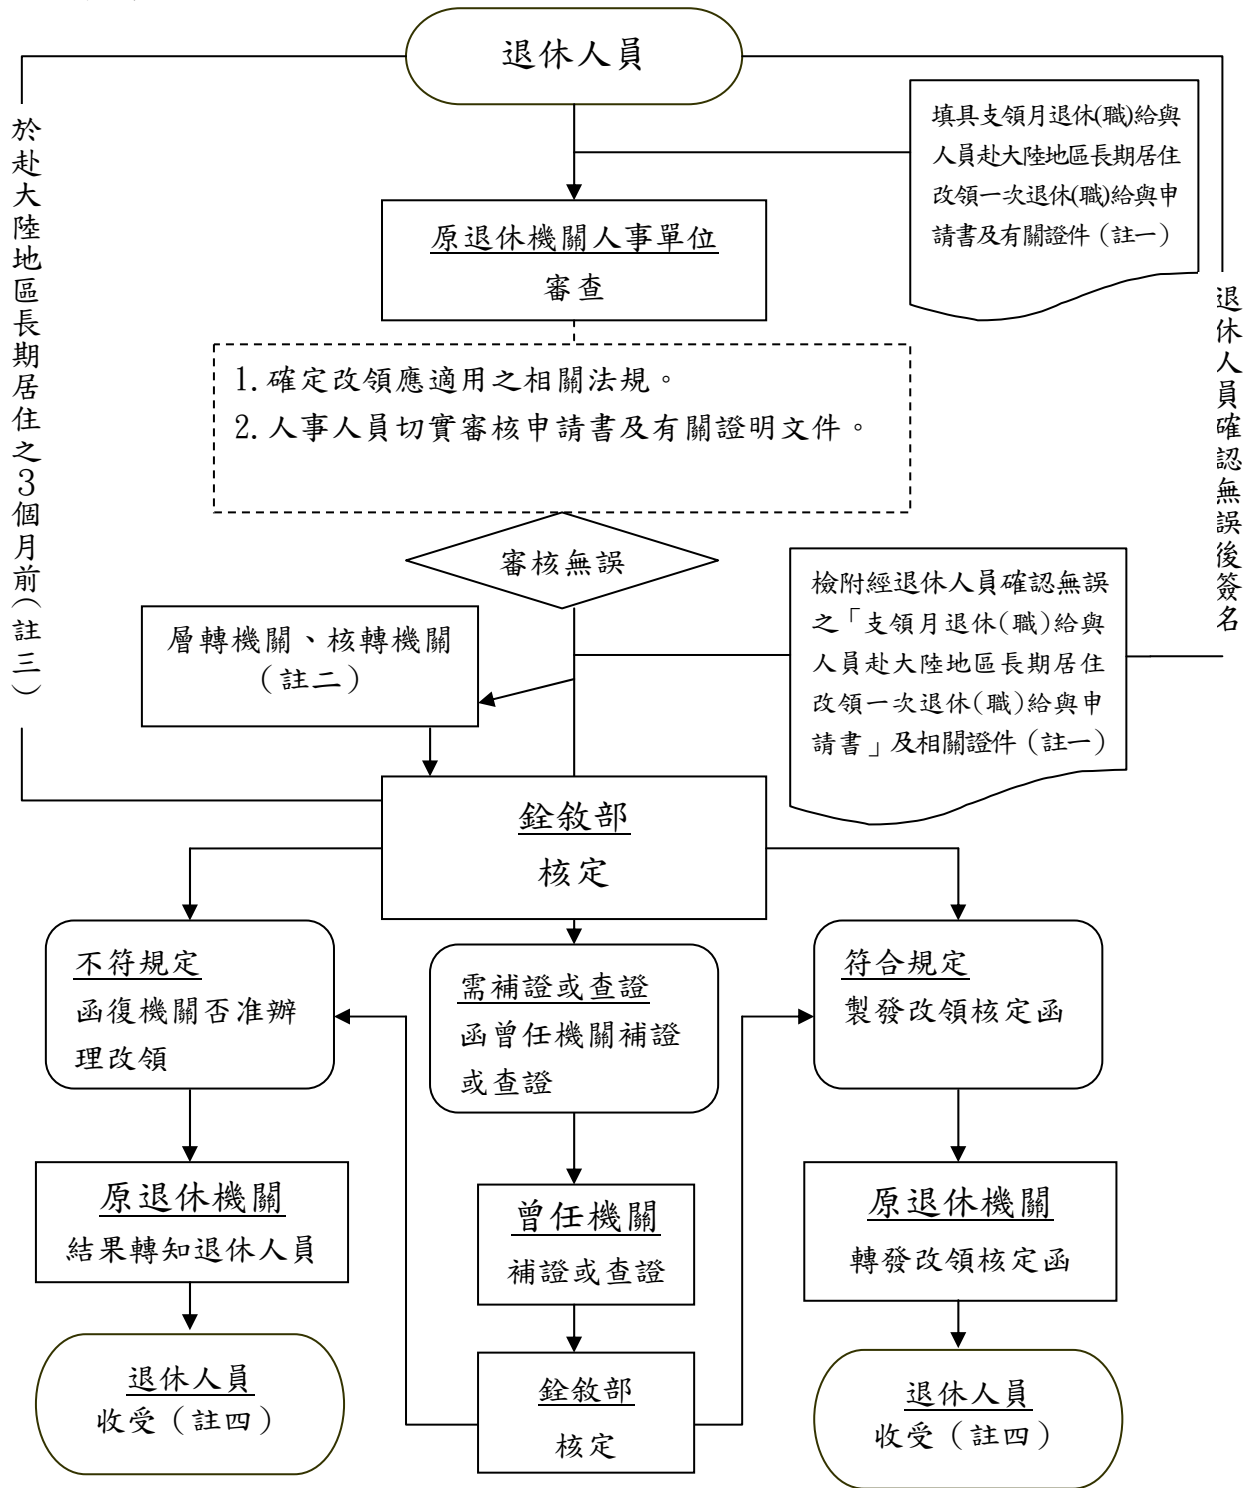 退休人員
於赴大陸地區長期居住之3個月前（註三）
填具支領月退休(職)給與
人員赴大陸地區長期居住
改領一次退休(職)給與申
請書及有關證件（註一）
原退休機關人事單位
審查
退休人員確認無誤後簽名
1.確定改領應適用之相關法規。
2.人事人員切實審核申請書及有關證明文件。
審核無誤
檢附經退休人員確認無誤
之「支領月退休(職)給與
人員赴大陸地區長期居住
改領一次退休(職)給與申
請書」及相關證件（註一）
層轉機關、核轉機關
（註二）
銓敘部
核定
不符規定
函復機關否准辦
理改領
需補證或查證
函曾任機關補證
或查證
符合規定
製發改領核定函
原退休機關
結果轉知退休人員
曾任機關
補證或查證
原退休機關
轉發改領核定函
退休人員
收受（註四）
銓敘部
核定
退休人員
收受（註四）